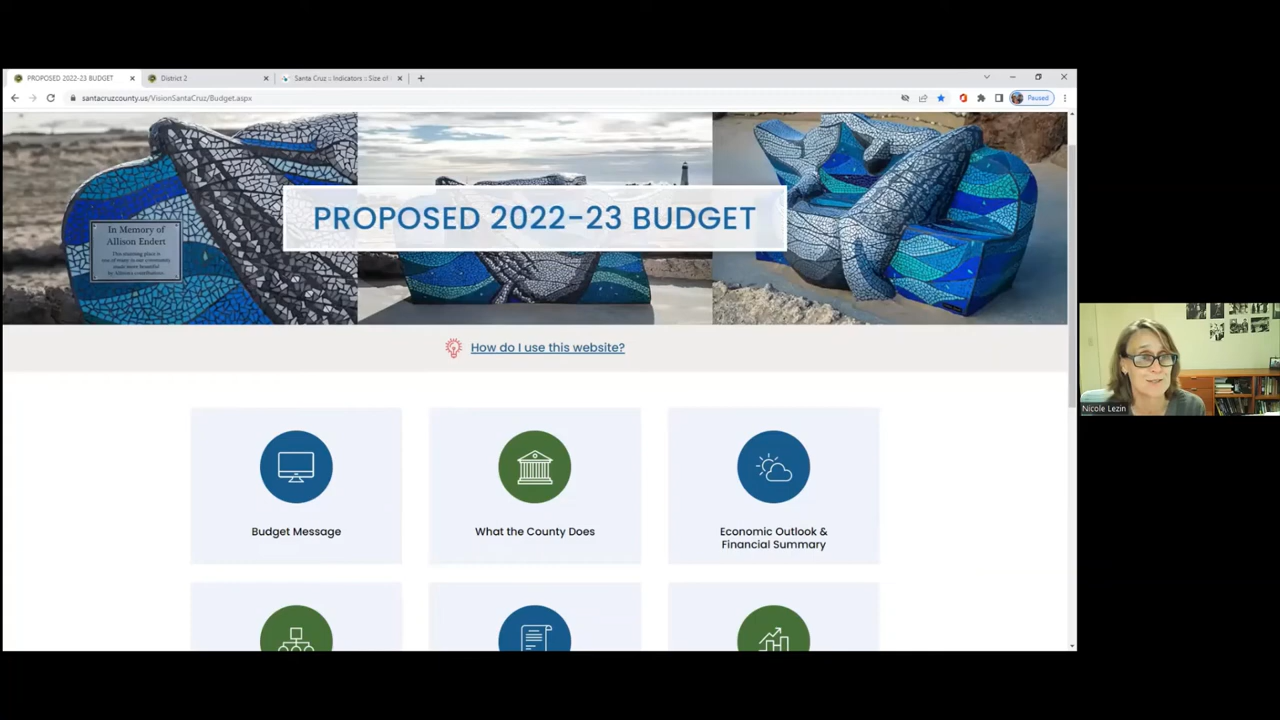 PROPOSED 2022-23 BUDGET
District 2
Santa Cruz :: Indicators :: Size of
santacruzcounty.us/VisionSantaCruz/Budget.aspx
Paused
In Memory of
Allison Endert
PROPOSED 2022-23 BUDGET
How do I use this website?
Budget Message
What the County Does
Economic Outlook &
Financial Summary
Nicole Lezin